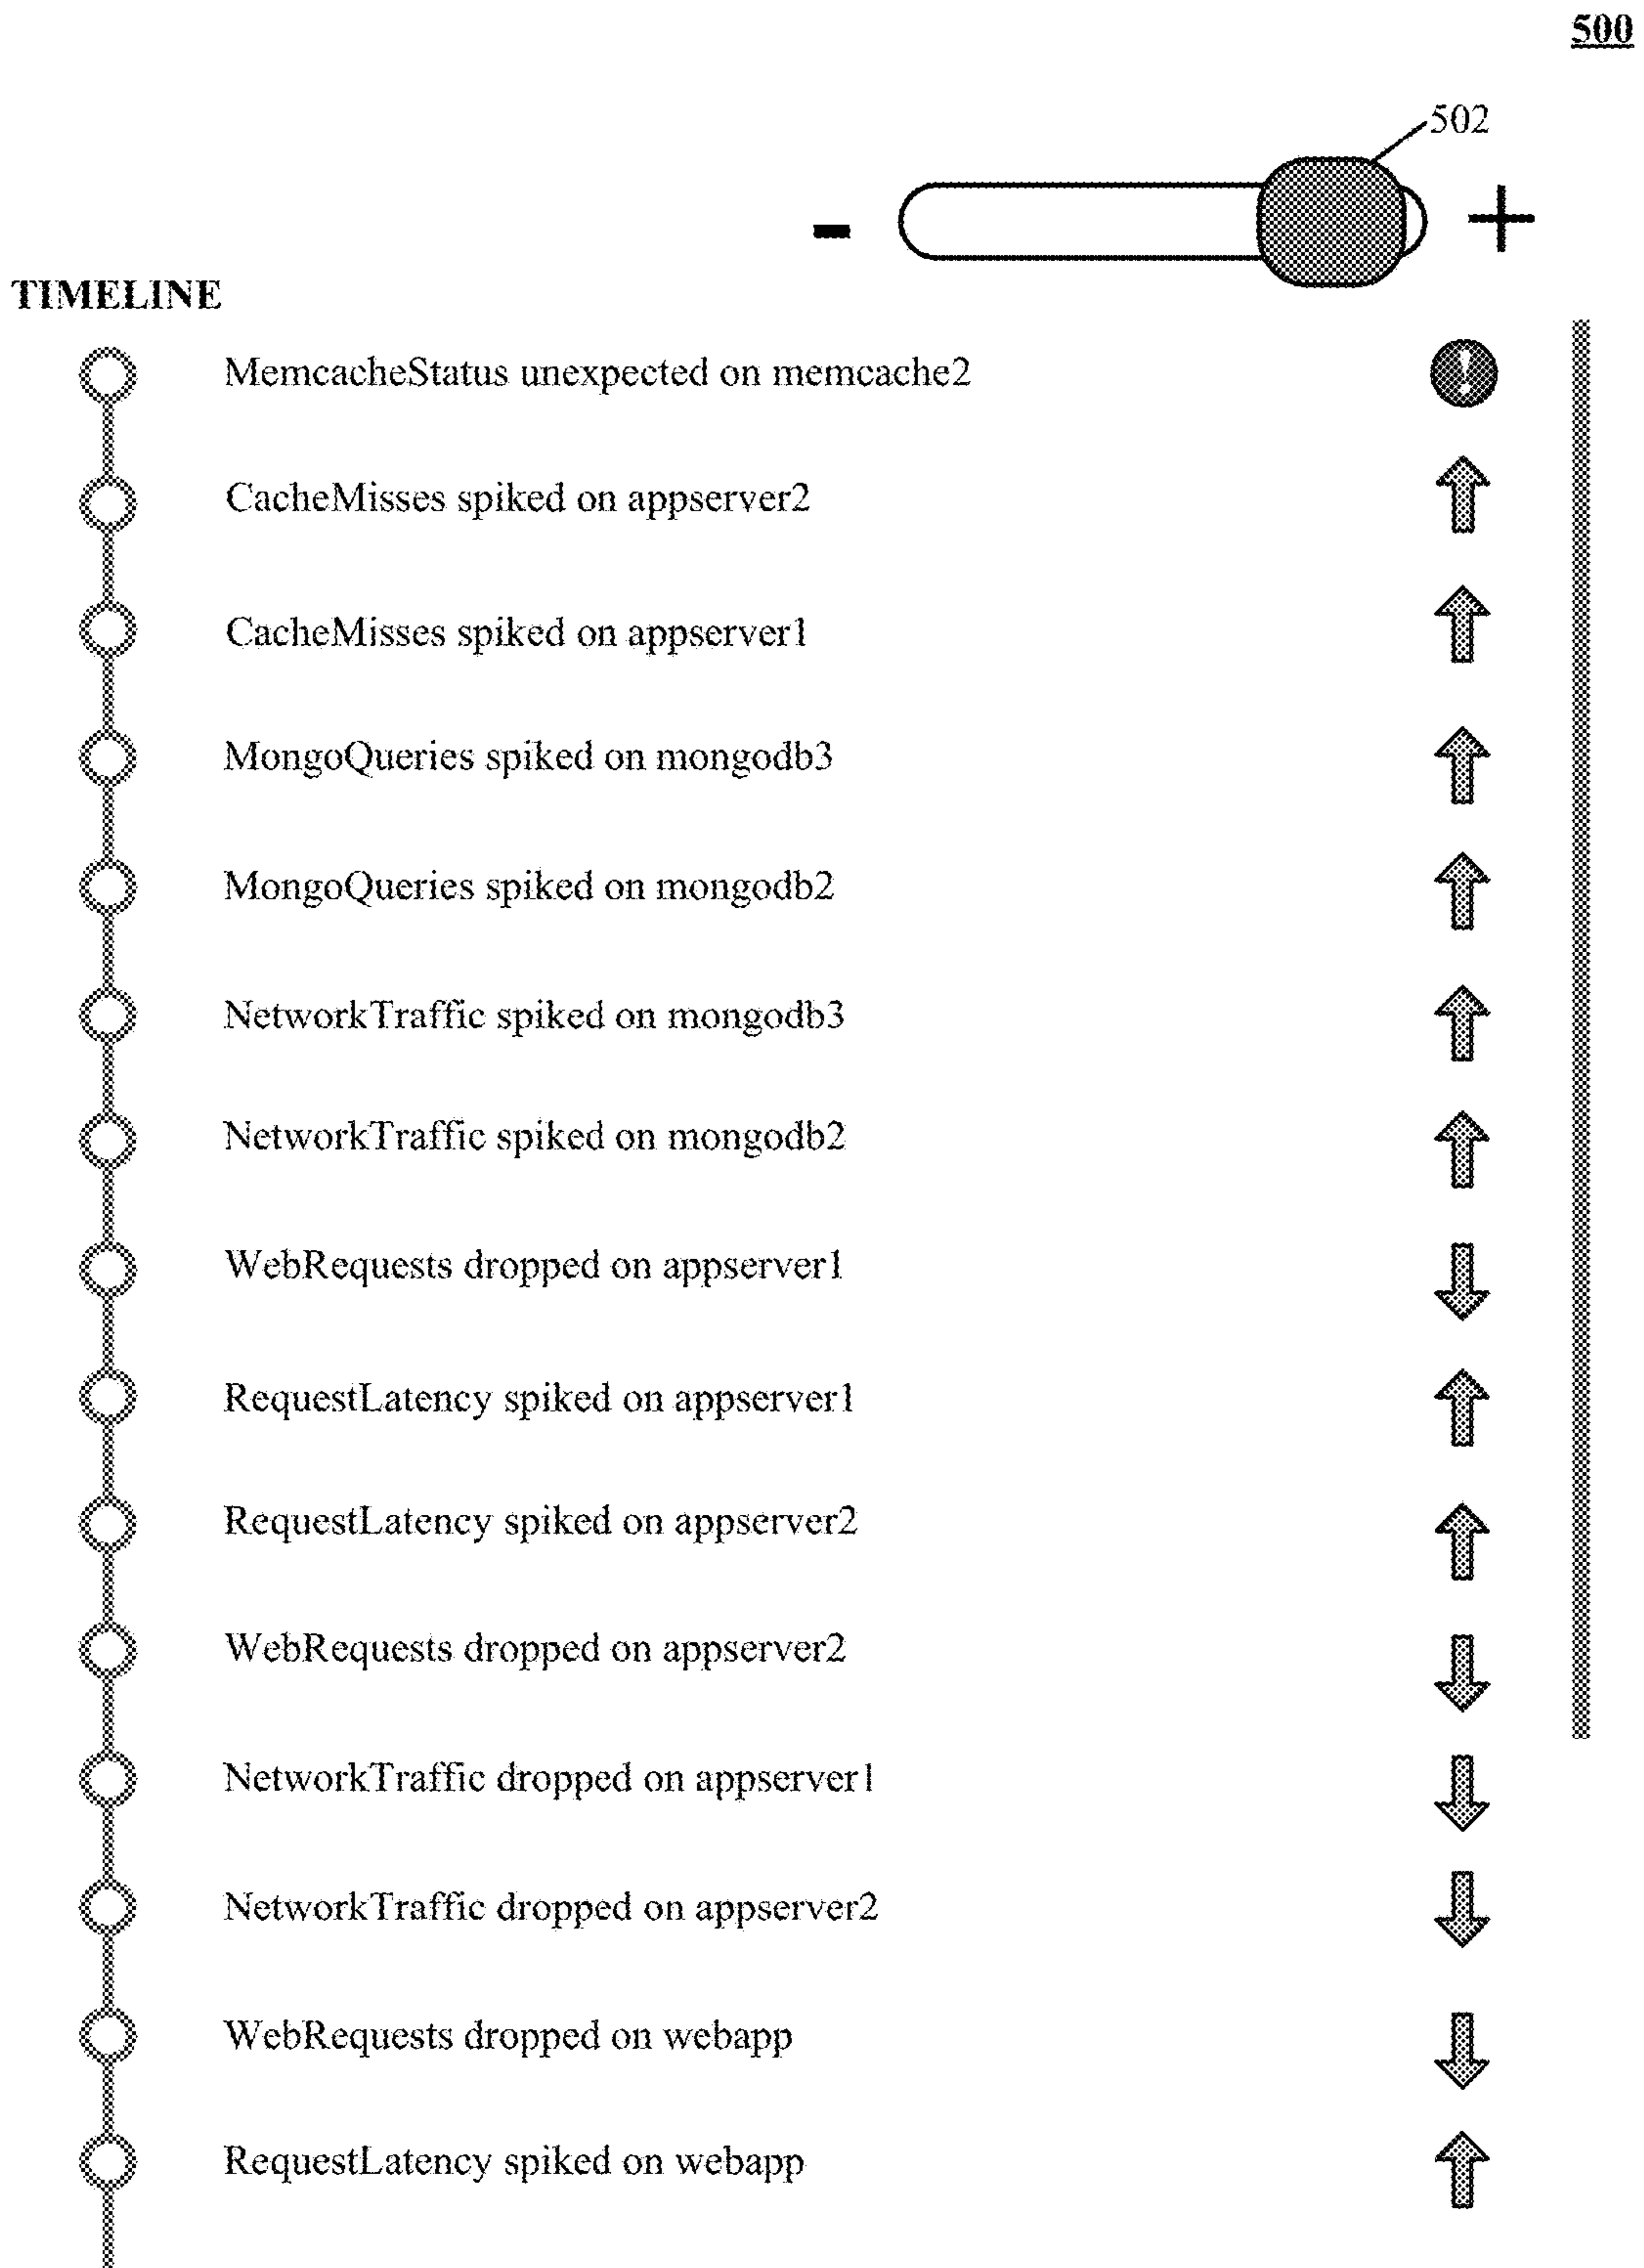 500
502
- +
TIMELINE
MemcacheStatus unexpected on memcache2 !
CacheMisses spiked on appserver2
CacheMisses spiked on appserver1
MongoQueries spiked on mongodb3
MongoQueries spiked on mongodb2
NetworkTraffic spiked on mongodb3
NetworkTraffic spiked on mongodb2
WebRequests dropped on appserver1
RequestLatency spiked on appserver1
RequestLatency spiked on appserver2
WebRequests dropped on appserver2
NetworkTraffic dropped on appserver1
NetworkTraffic dropped on appserver2
WebRequests dropped on webapp
RequestLatency spiked on webapp